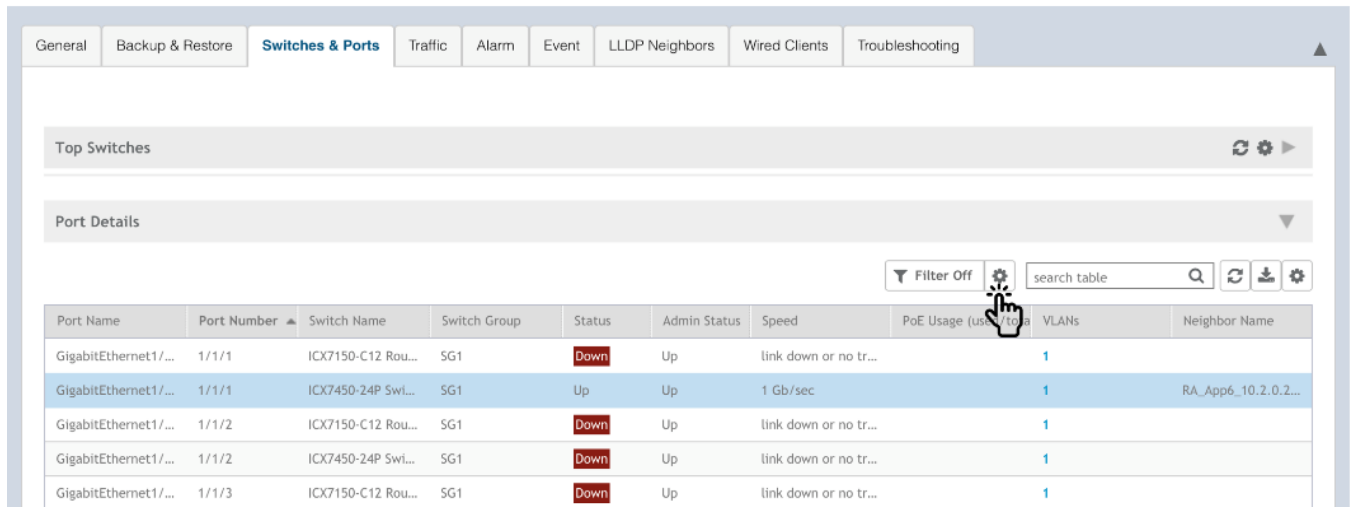 General Backup & Restore Switches & Ports Traffic Alarm Event LLDP Neighbors Wired Clients Troubleshooting
Top Switches
Port Details
Filter Off search table
Port Name Port Number Switch Name Switch Group Status Admin Status Speed PoE Usage (used/tota VLANs Neighbor Name
GigabitEthernet1/... 1/1/1 ICX7150-C12 Rou... SG1 Down Up link down or no tr... 1
GigabitEthernet1/... 1/1/1 ICX7450-24P Swi... SG1 Up Up 1 Gb/sec 1 RA_App6_10.2.0.2...
GigabitEthernet1/... 1/1/2 ICX7150-C12 Rou... SG1 Down Up link down or no tr... 1
GigabitEthernet1/... 1/1/2 ICX7450-24P Swi... SG1 Down Up link down or no tr... 1
GigabitEthernet1/... 1/1/3 ICX7150-C12 Rou... SG1 Down Up link down or no tr... 1